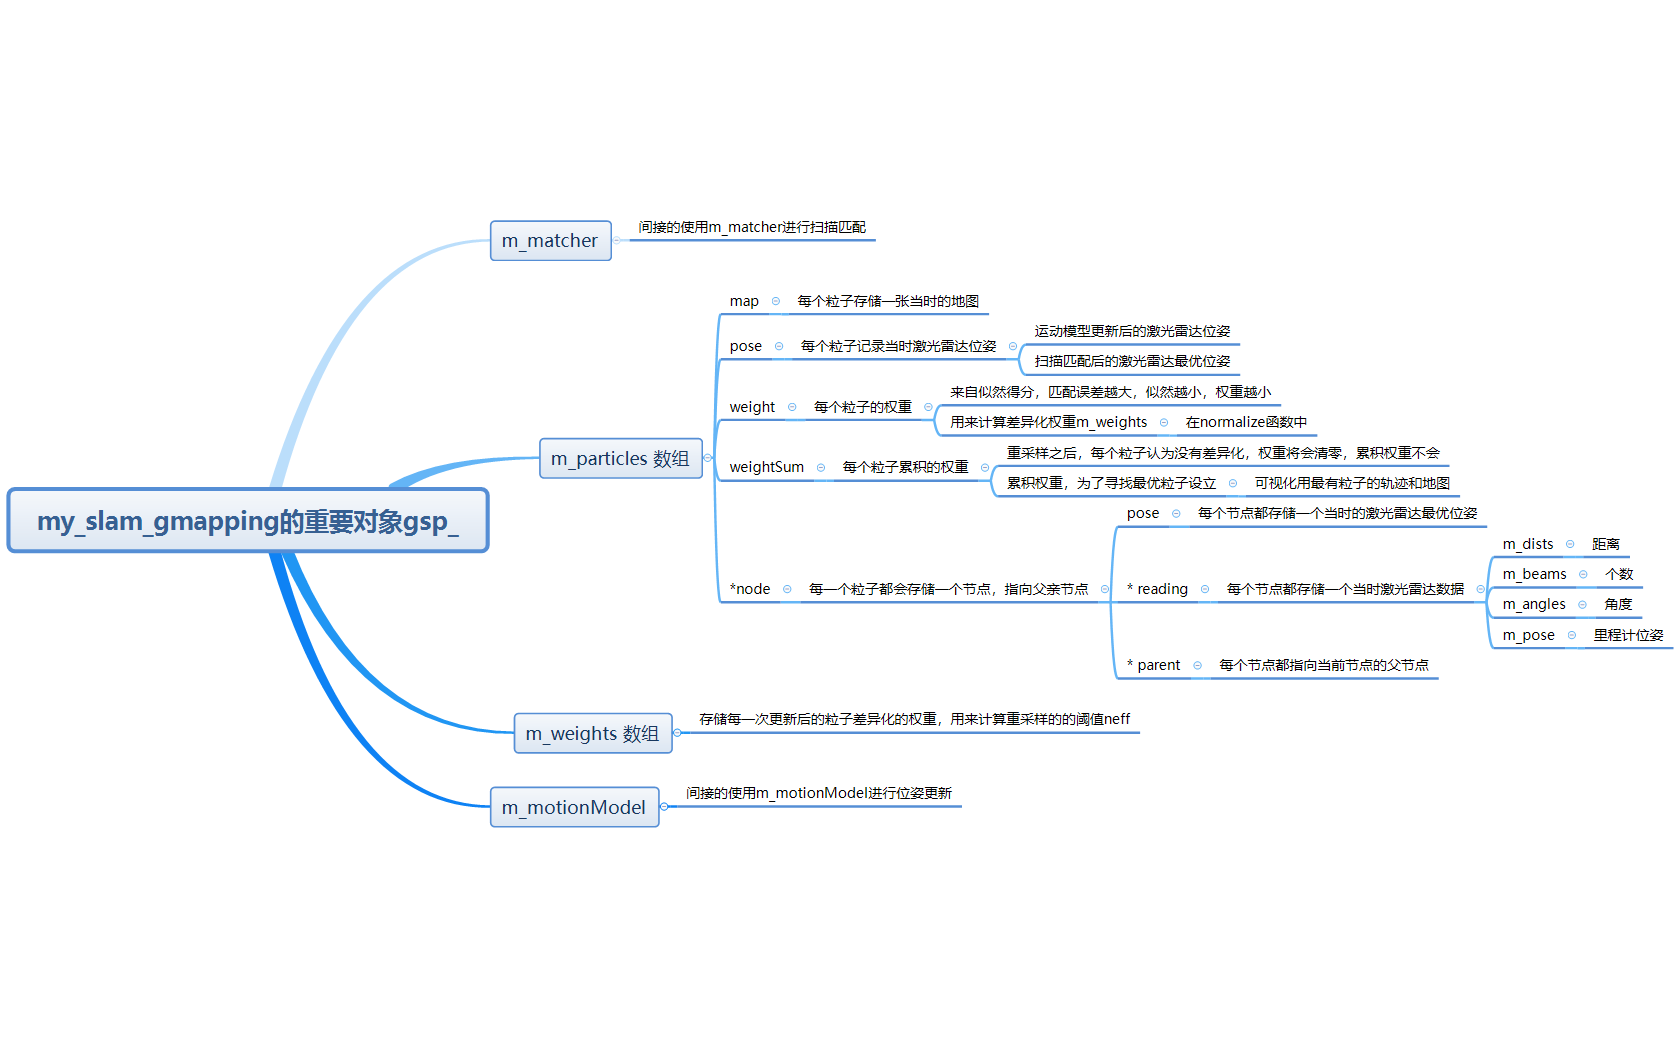 间接的使用m_matcher进行扫描匹配
m_matcher
map 每个粒子存储一张当时的地图
运动模型更新后的激光雷达位姿
pose 每个粒子记录当时激光雷达位姿
扫描匹配后的激光雷达最优位姿
来自似然得分，匹配误差越大，似然越小，权重越小
weight 每个粒子的权重
用来计算差异化权重m_weights 在normalize函数中
m_particles 数组
重采样之后，每个粒子认为没有差异化，权重将会清零，累积权重不会
weightSum 每个粒子累积的权重
累积权重，为了寻找最优粒子设立 可视化用最有粒子的轨迹和地图
my_slam_gmapping的重要对象gsp_
pose 每个节点都存储一个当时的激光雷达最优位姿
m_dists 距离
m_beams 个数
*node 每一个粒子都会存储一个节点，指向父亲节点
* reading 每个节点都存储一个当时激光雷达数据
m_angles 角度
m_pose 里程计位姿
* parent 每个节点都指向当前节点的父节点
存储每一次更新后的粒子差异化的权重，用来计算重采样的的阈值neff
m_weights 数组
间接的使用m_motionModel进行位姿更新
m_motionModel